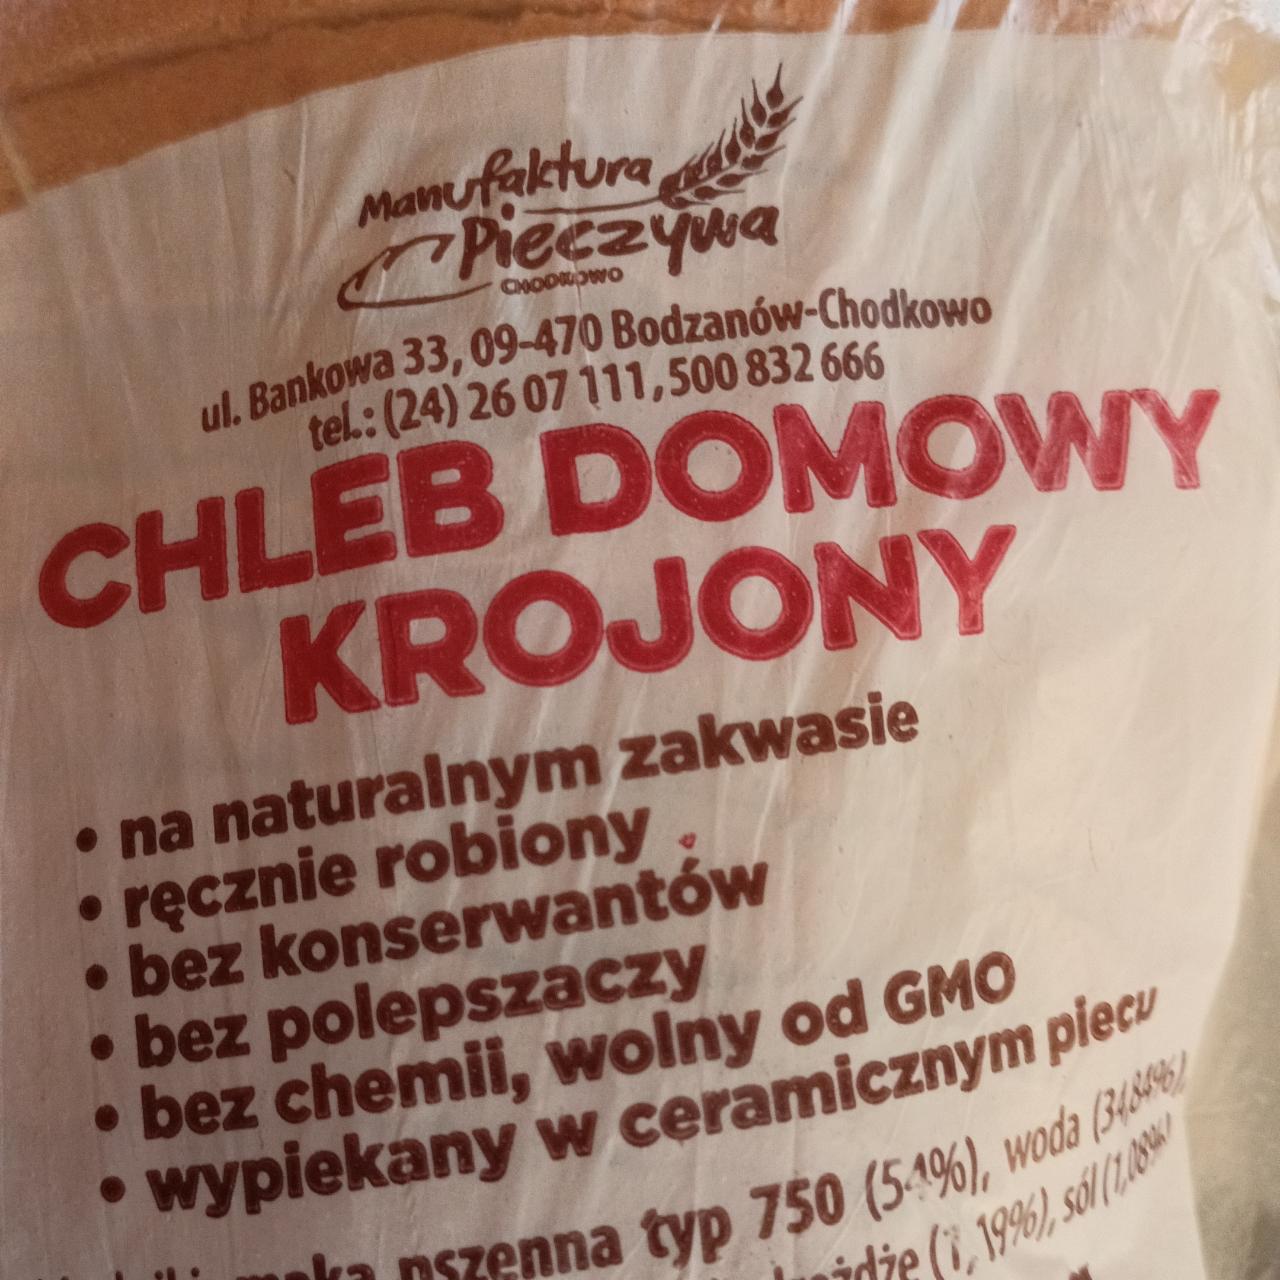 Manufaktura
Pieczywa
CHODKOWO
ul. Bankowa 33, 09-470 Bodzanów-Chodkowo
tel.: (24) 26 07 111, 500 832 666
CHLEB DOMOWY
KROJONY
• na naturalnym zakwasie
• ręcznie robiony
• bez konserwantów
• bez polepszaczy
• bez chemii, wolny od GMO
• wypiekany w ceramicznym piecu
mąka pszenna typ 750 (54%), woda (34,84%),
(1,19%), sól (1,08%)